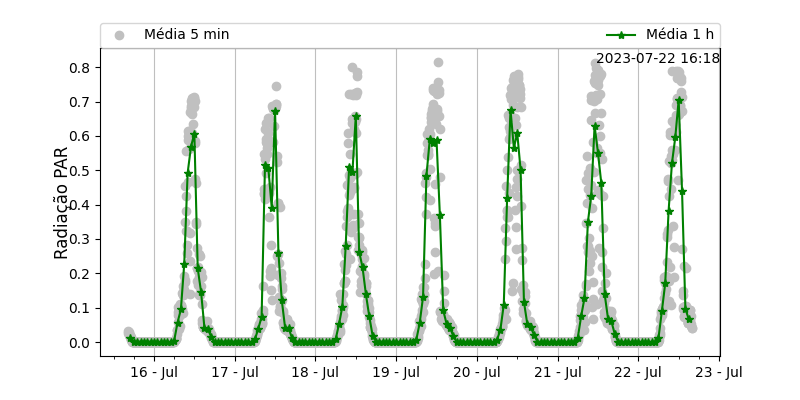 Média 5 min
Média 1 h
2023-07-22 16:18
Radiação PAR
0.8
0.7
0.6
0.5
0.4
0.3
0.2
0.1
0.0
16 - Jul
17 - Jul
18 - Jul
19 - Jul
20 - Jul
21 - Jul
22 - Jul
23 - Jul